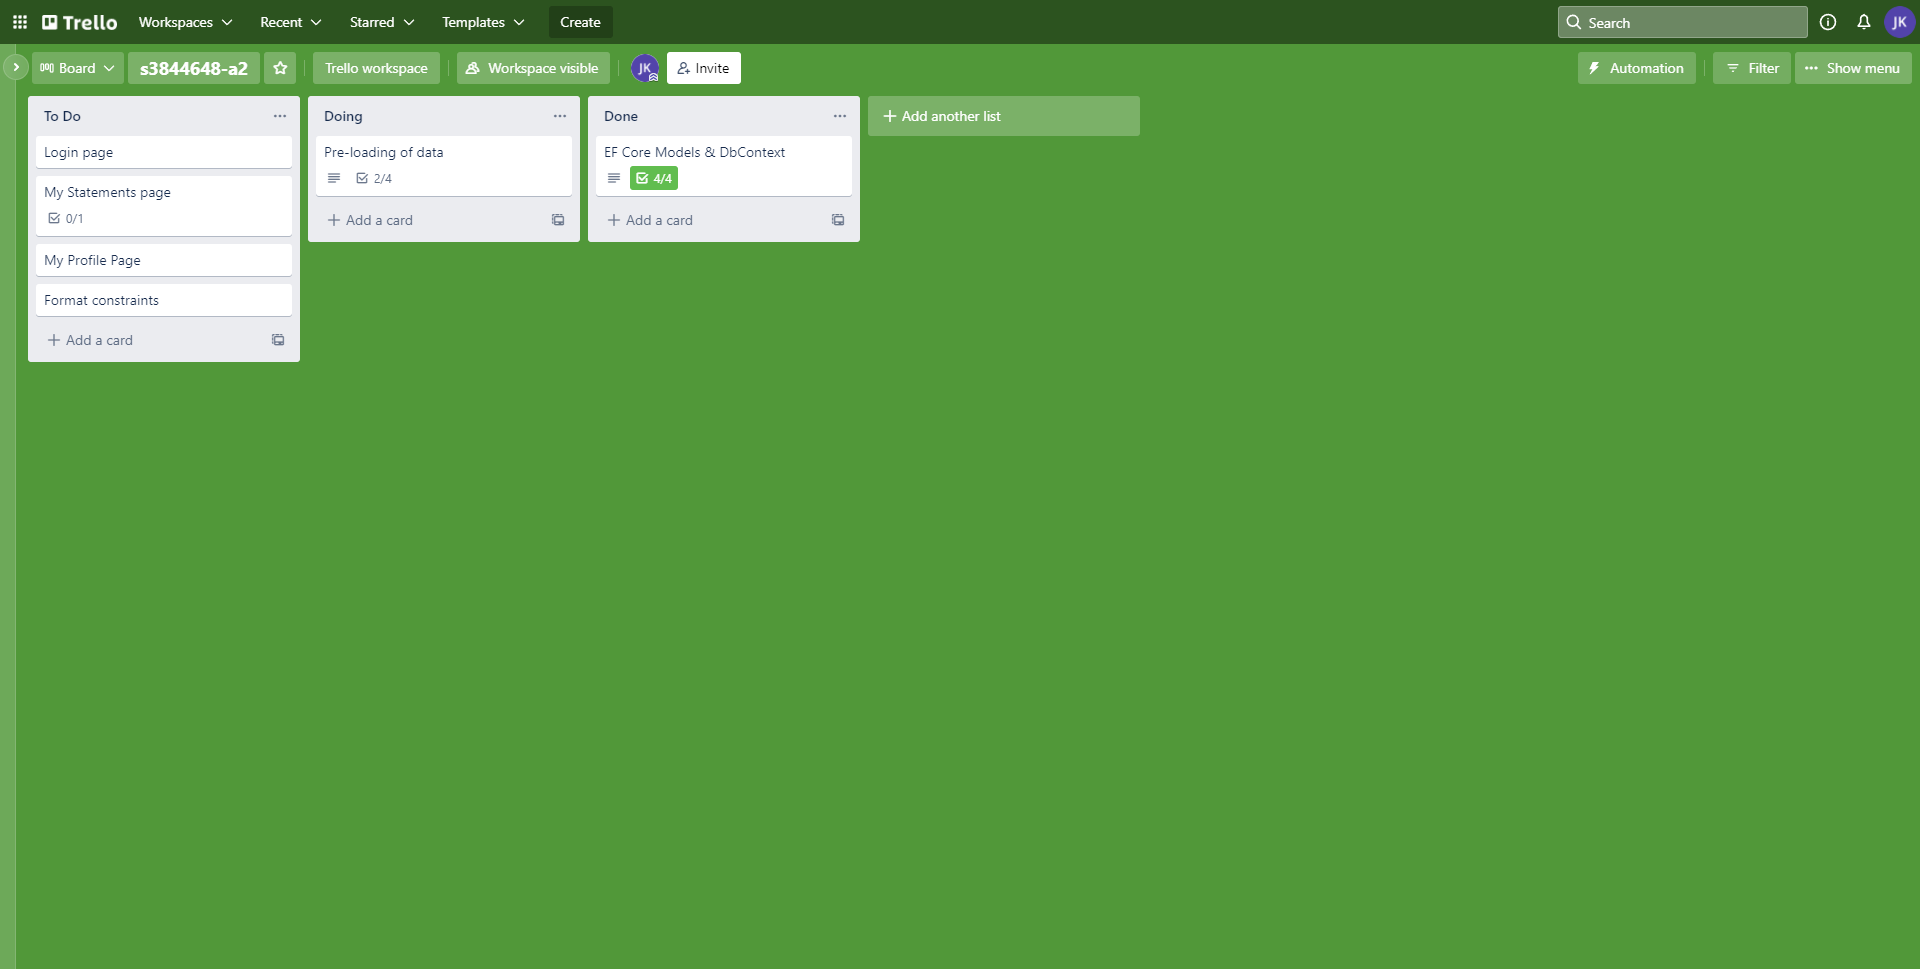 Trello
Workspaces
Recent
Starred
Templates
Create
Search
JK
Board
s3844648-a2
Trello workspace
Workspace visible
JK
Invite
Automation
Filter
Show menu
To Do
Login page
My Statements page
0/1
My Profile Page
Format constraints
Add a card
Doing
Pre-loading of data
2/4
Add a card
Done
EF Core Models & DbContext
4/4
Add a card
Add another list